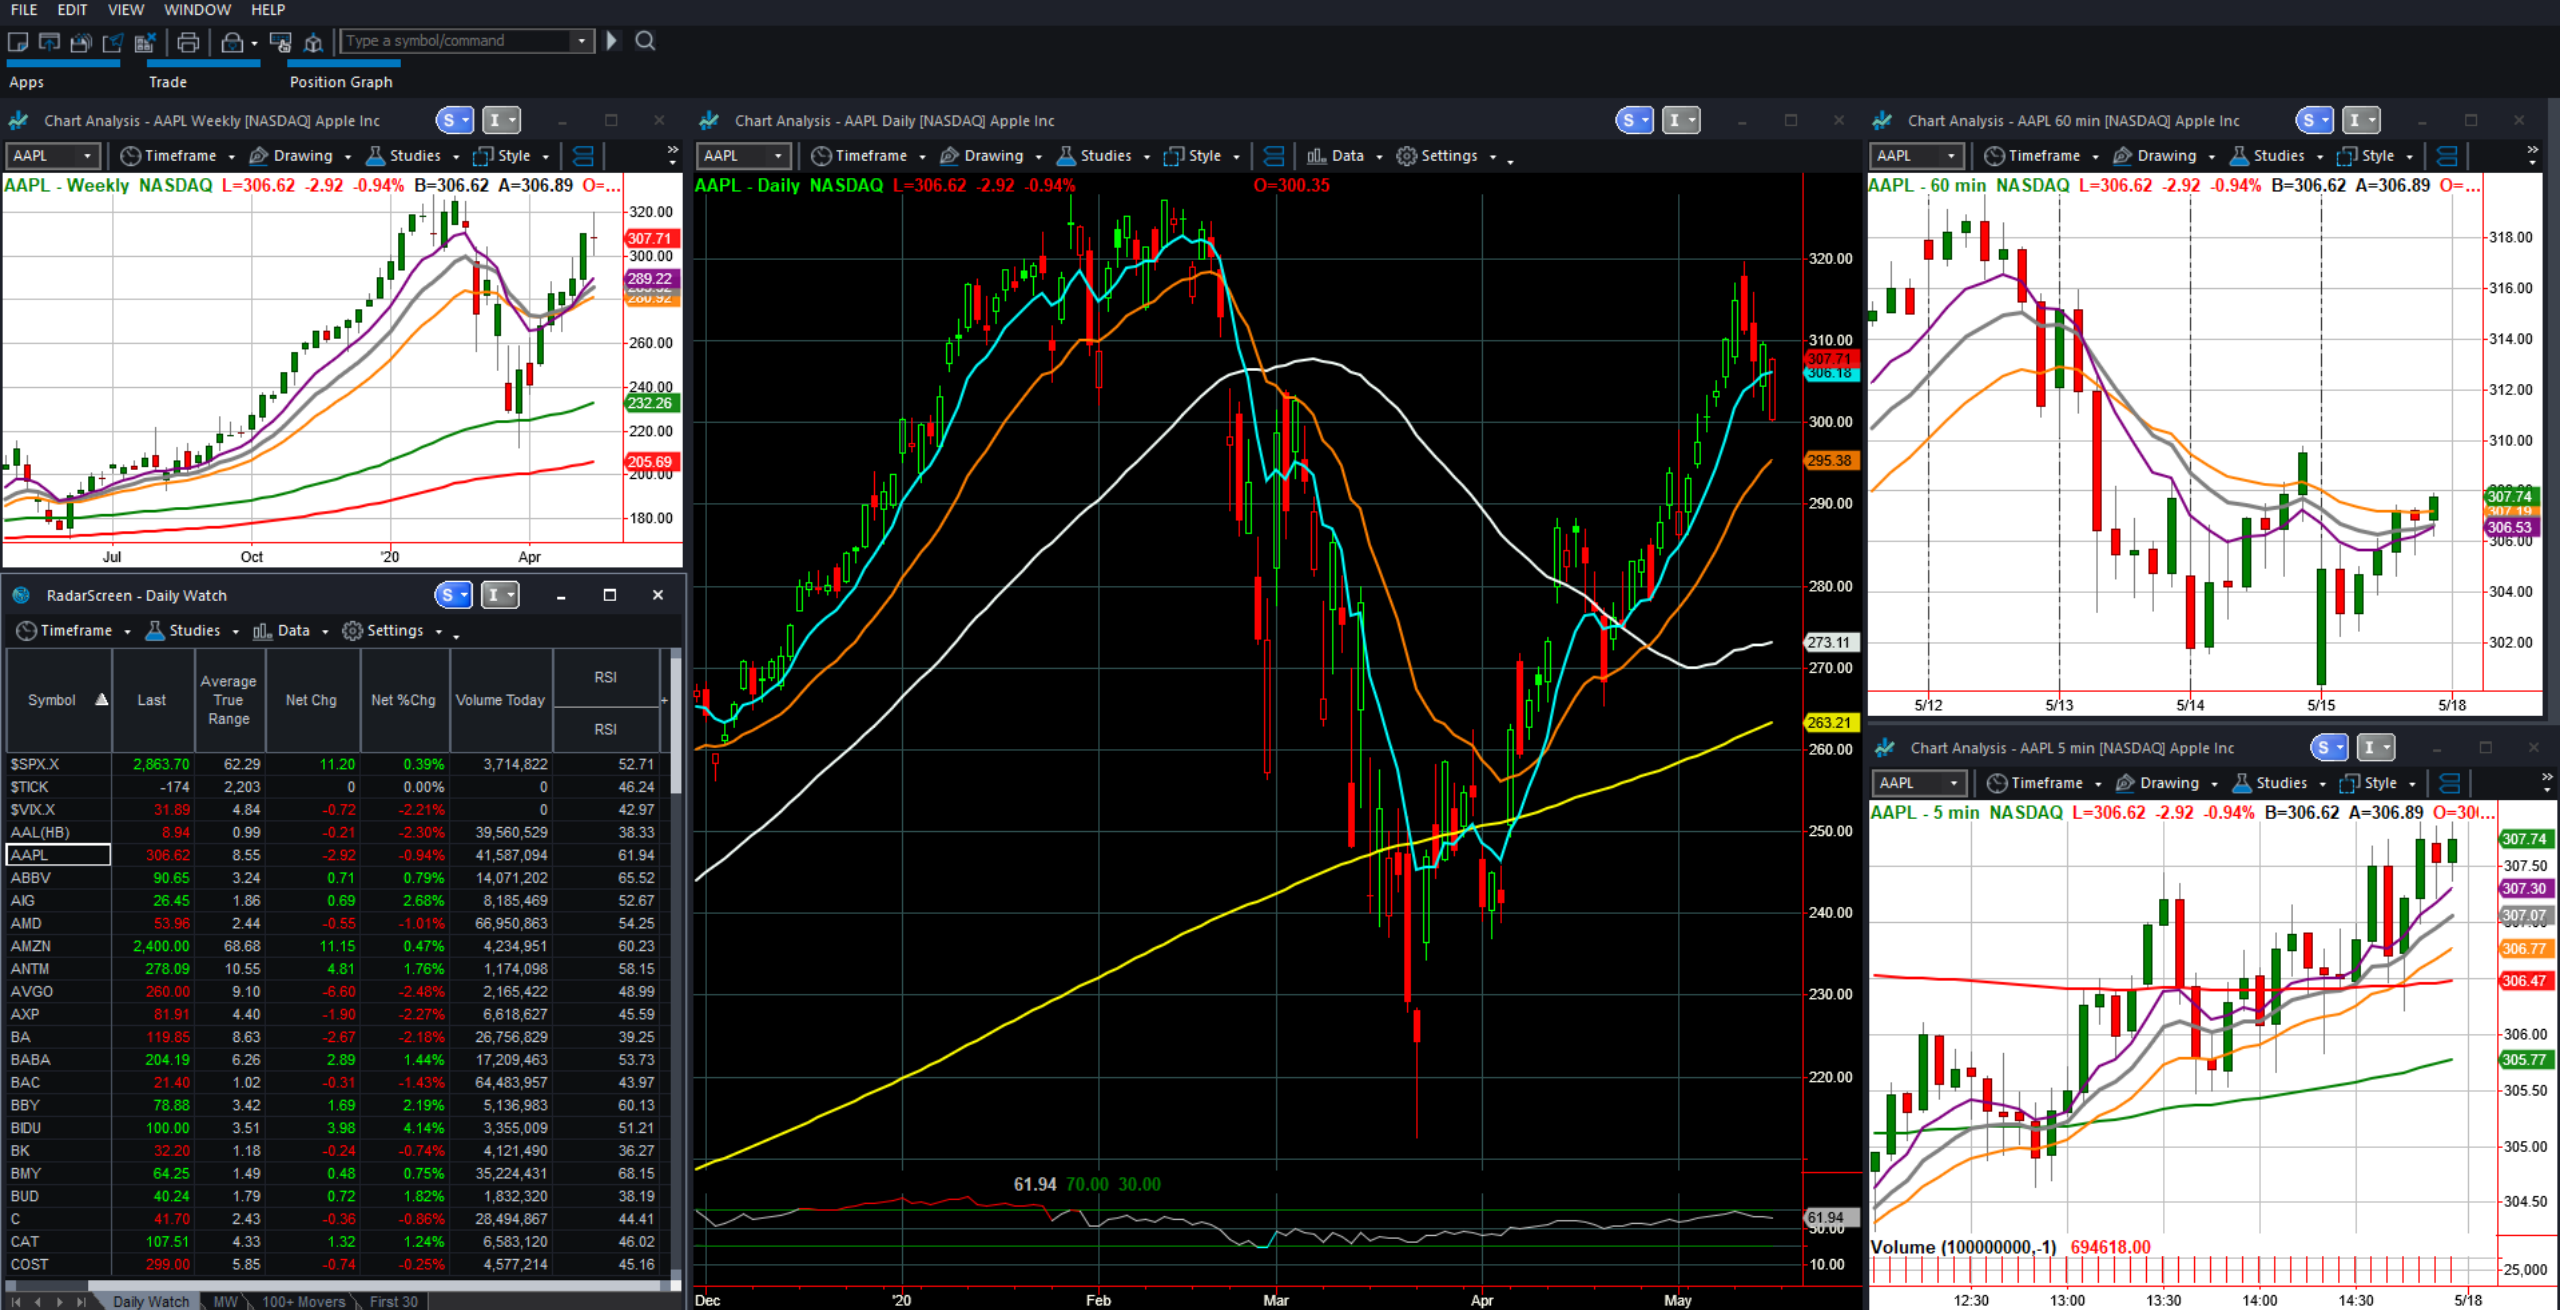 FILE EDIT VIEW WINDOW HELP
Type a symbol/command
Apps Trade Position Graph
Chart Analysis - AAPL Weekly [NASDAQ] Apple Inc S I
AAPL Timeframe Drawing Studies Style
AAPL - Weekly NASDAQ L=306.62 -2.92 -0.94% B=306.62 A=306.89 O=...
320.00
307.71
300.00
289.22
280.92
260.00
240.00
232.26
220.00
205.69
200.00
180.00
Jul Oct '20 Apr
RadarScreen - Daily Watch S I
Timeframe Studies Data Settings
Symbol Last Average True Range Net Chg Net %Chg Volume Today RSI
RSI
$SPX.X 2,863.70 62.29 11.20 0.39% 3,714,822 52.71
$TICK -174 2,203 0 0.00% 0 46.24
$VIX.X 31.89 4.84 -0.72 -2.21% 0 42.97
AAL(HB) 8.94 0.99 -0.21 -2.30% 39,560,529 38.33
AAPL 306.62 8.55 -2.92 -0.94% 41,587,094 61.94
ABBV 90.65 3.24 0.71 0.79% 14,071,202 65.52
AIG 26.45 1.86 0.69 2.68% 8,185,469 52.67
AMD 53.96 2.44 -0.55 -1.01% 66,950,863 54.25
AMZN 2,400.00 68.68 11.15 0.47% 4,234,951 60.23
ANTM 278.09 10.55 4.81 1.76% 1,174,098 58.15
AVGO 260.00 9.10 -6.60 -2.48% 2,165,422 48.99
AXP 81.91 4.40 -1.90 -2.27% 6,618,627 45.59
BA 119.85 8.63 -2.67 -2.18% 26,756,829 39.25
BABA 204.19 6.26 2.89 1.44% 17,209,463 53.73
BAC 21.40 1.02 -0.31 -1.43% 64,483,957 43.97
BBY 78.88 3.42 1.69 2.19% 5,136,983 60.13
BIDU 100.00 3.51 3.98 4.14% 3,355,009 51.21
BK 32.20 1.18 -0.24 -0.74% 4,121,490 36.27
BMY 64.25 1.49 0.48 0.75% 35,224,431 68.15
BUD 40.24 1.79 0.72 1.82% 1,832,320 38.19
C 41.70 2.43 -0.36 -0.86% 28,494,867 44.41
CAT 107.51 4.33 1.32 1.24% 6,583,120 46.02
COST 299.00 5.85 -0.74 -0.25% 4,577,214 45.16
Daily Watch MW 100+ Movers First 30
Chart Analysis - AAPL Daily [NASDAQ] Apple Inc S I
AAPL Timeframe Drawing Studies Style Data Settings
AAPL - Daily NASDAQ L=306.62 -2.92 -0.94% O=300.35
320.00
310.00
307.71
306.18
300.00
295.38
290.00
280.00
273.11
270.00
263.21
260.00
250.00
240.00
230.00
220.00
61.94 70.00 30.00
61.94
10.00
Dec '20 Feb Mar Apr May
Chart Analysis - AAPL 60 min [NASDAQ] Apple Inc S I
AAPL Timeframe Drawing Studies Style
AAPL - 60 min NASDAQ L=306.62 -2.92 -0.94% B=306.62 A=306.89 O=...
318.00
316.00
314.00
312.00
310.00
307.74
307.19
306.53
306.00
304.00
302.00
5/12 5/13 5/14 5/15 5/18
Chart Analysis - AAPL 5 min [NASDAQ] Apple Inc S I
AAPL Timeframe Drawing Studies Style
AAPL - 5 min NASDAQ L=306.62 -2.92 -0.94% B=306.62 A=306.89 O=30(...
307.74
307.50
307.30
307.07
306.77
306.47
306.00
305.77
305.50
305.00
304.50
Volume (100000000,-1) 694618.00
25,000
12:30 13:00 13:30 14:00 14:30 5/18